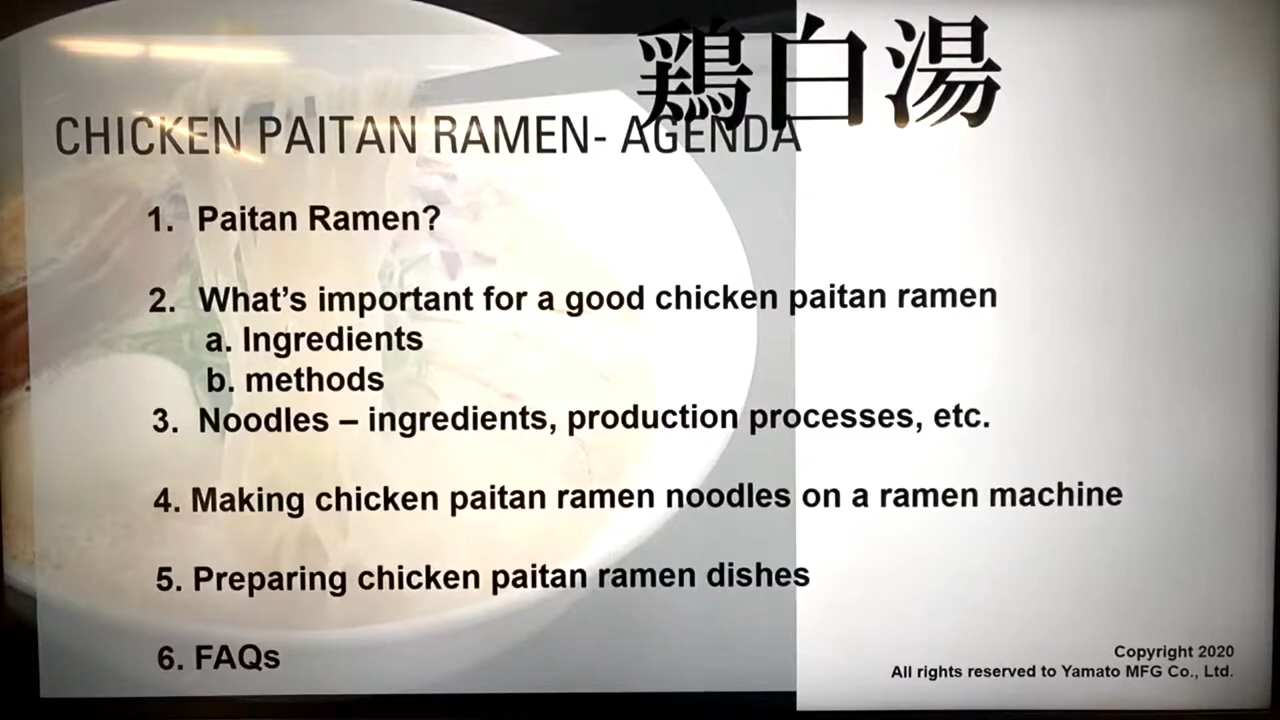 鶏白湯
CHICKEN PAITAN RAMEN- AGENDA
1. Paitan Ramen?
2. What's important for a good chicken paitan ramen
a. Ingredients
b. methods
3. Noodles – ingredients, production processes, etc.
4. Making chicken paitan ramen noodles on a ramen machine
5. Preparing chicken paitan ramen dishes
6. FAQs
Copyright 2020
All rights reserved to Yamato MFG Co., Ltd.